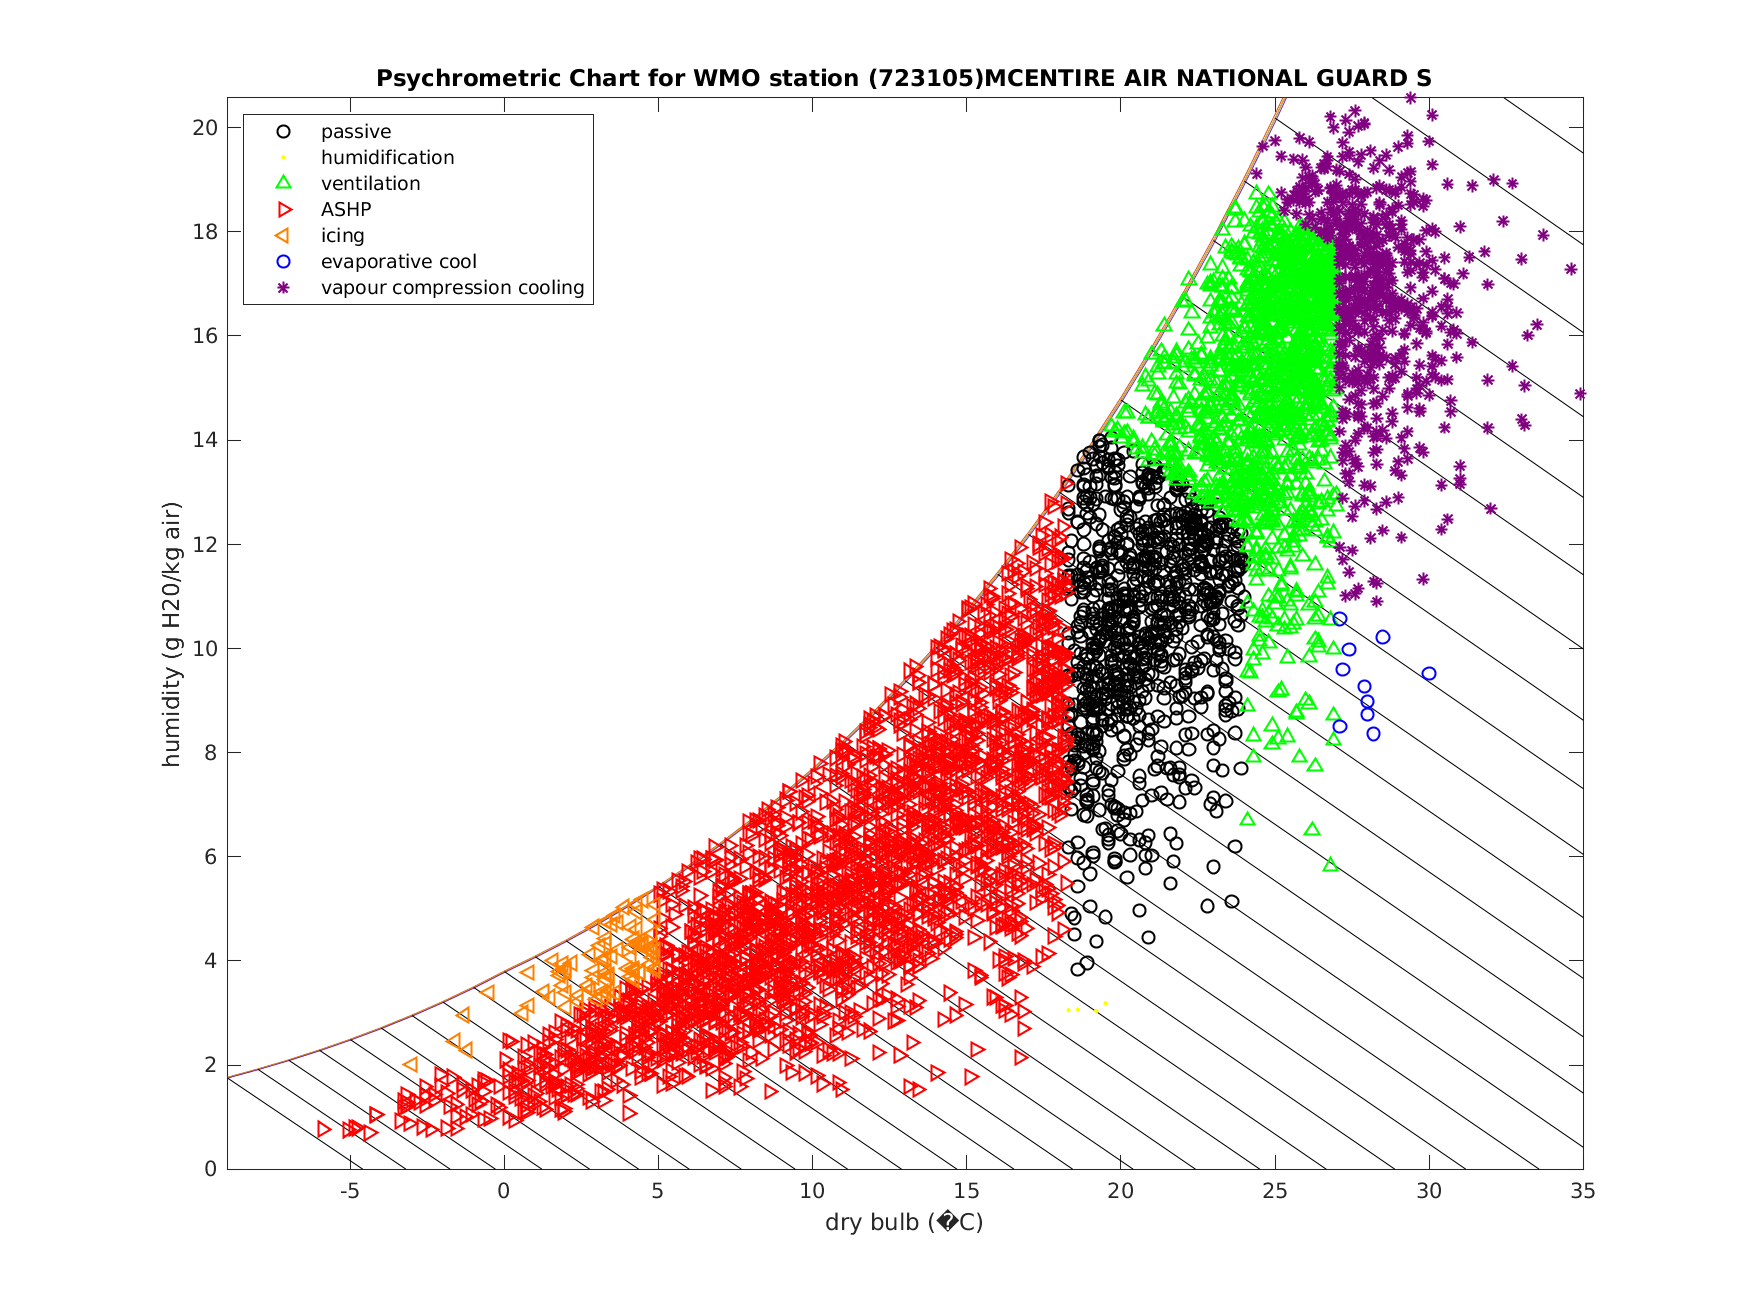 Psychrometric Chart for WMO station (723105)MCENTIRE AIR NATIONAL GUARD S
passive
humidification
ventilation
ASHP
icing
evaporative cool
vapour compression cooling
humidity (g H20/kg air)
20
18
16
14
12
10
8
6
4
2
0
-5 0 5 10 15 20 25 30 35
dry bulb (�C)